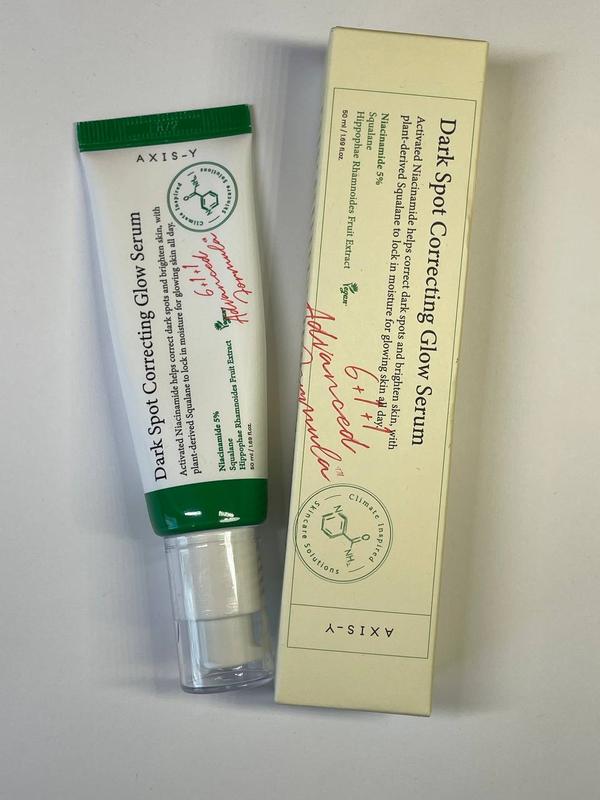 AXIS-Y
Climate Inspired
Skincare Solutions
N
O
NH₂
Dark Spot Correcting Glow Serum
Activated Niacinamide helps correct dark spots and brighten skin, with
plant-derived Squalane to lock in moisture for glowing skin all day.
6+1+1
Advanced
Formula
Vegan
Niacinamide 5%
Squalane
Hippophae Rhamnoides Fruit Extract
50 ml / 1.69 fl.oz.
Dark Spot Correcting Glow Serum
Activated Niacinamide helps correct dark spots and brighten skin, with
plant-derived Squalane to lock in moisture for glowing skin all day.
Niacinamide 5%
Squalane
Hippophae Rhamnoides Fruit Extract
50 ml / 1.69 fl.oz.
Vegan
6+1+1
Advanced
Formula™
Climate Inspired
Skincare Solutions
N
O
NH₂
AXIS-Y